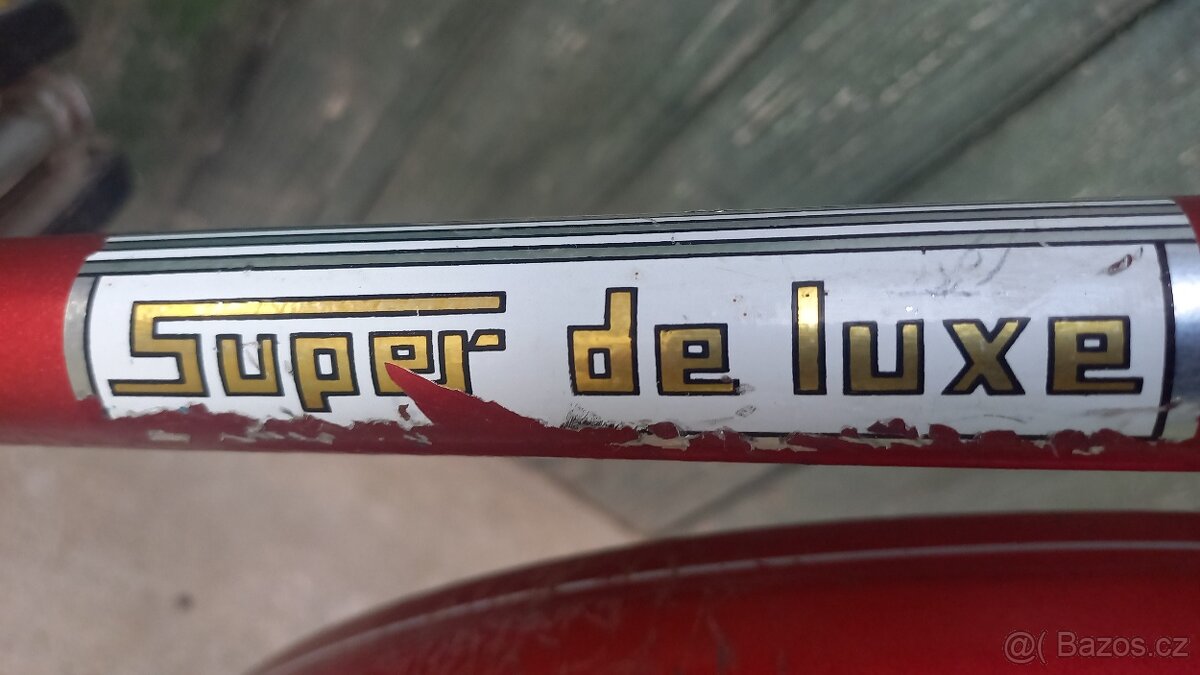 Super de luxe
@( Bazos.cz